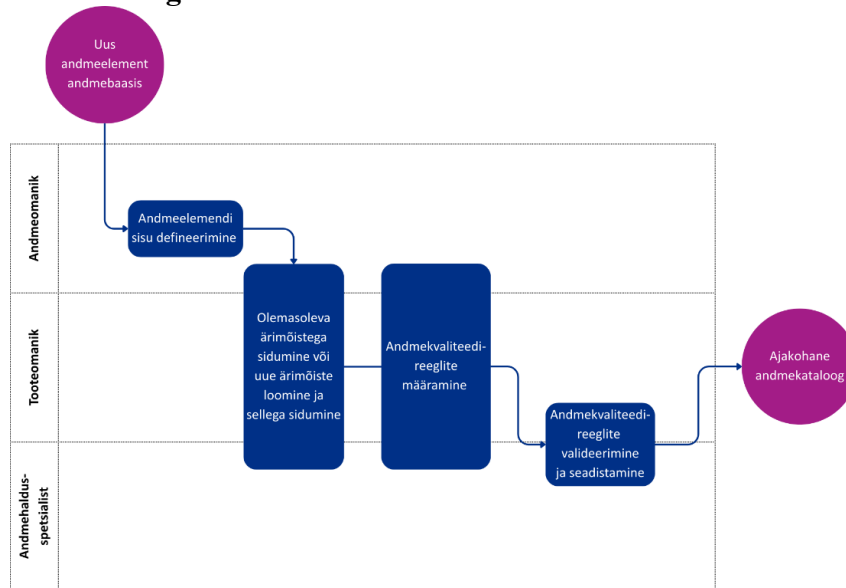 Uus
andmeelement
andmebaasis
Andmeomanik
Andmeelemendi
sisu defineerimine
Tooteomanik
Olemasoleva
ärimõistega
sidumine või
uue ärimõiste
loomine ja
sellega sidumine
Andmekvaliteedi-
reeglite
määramine
Andmekvaliteedi-
reeglite
valideerimine
ja seadistamine
Ajakohane
andmekataloog
Andmehaldus-
spetsialist